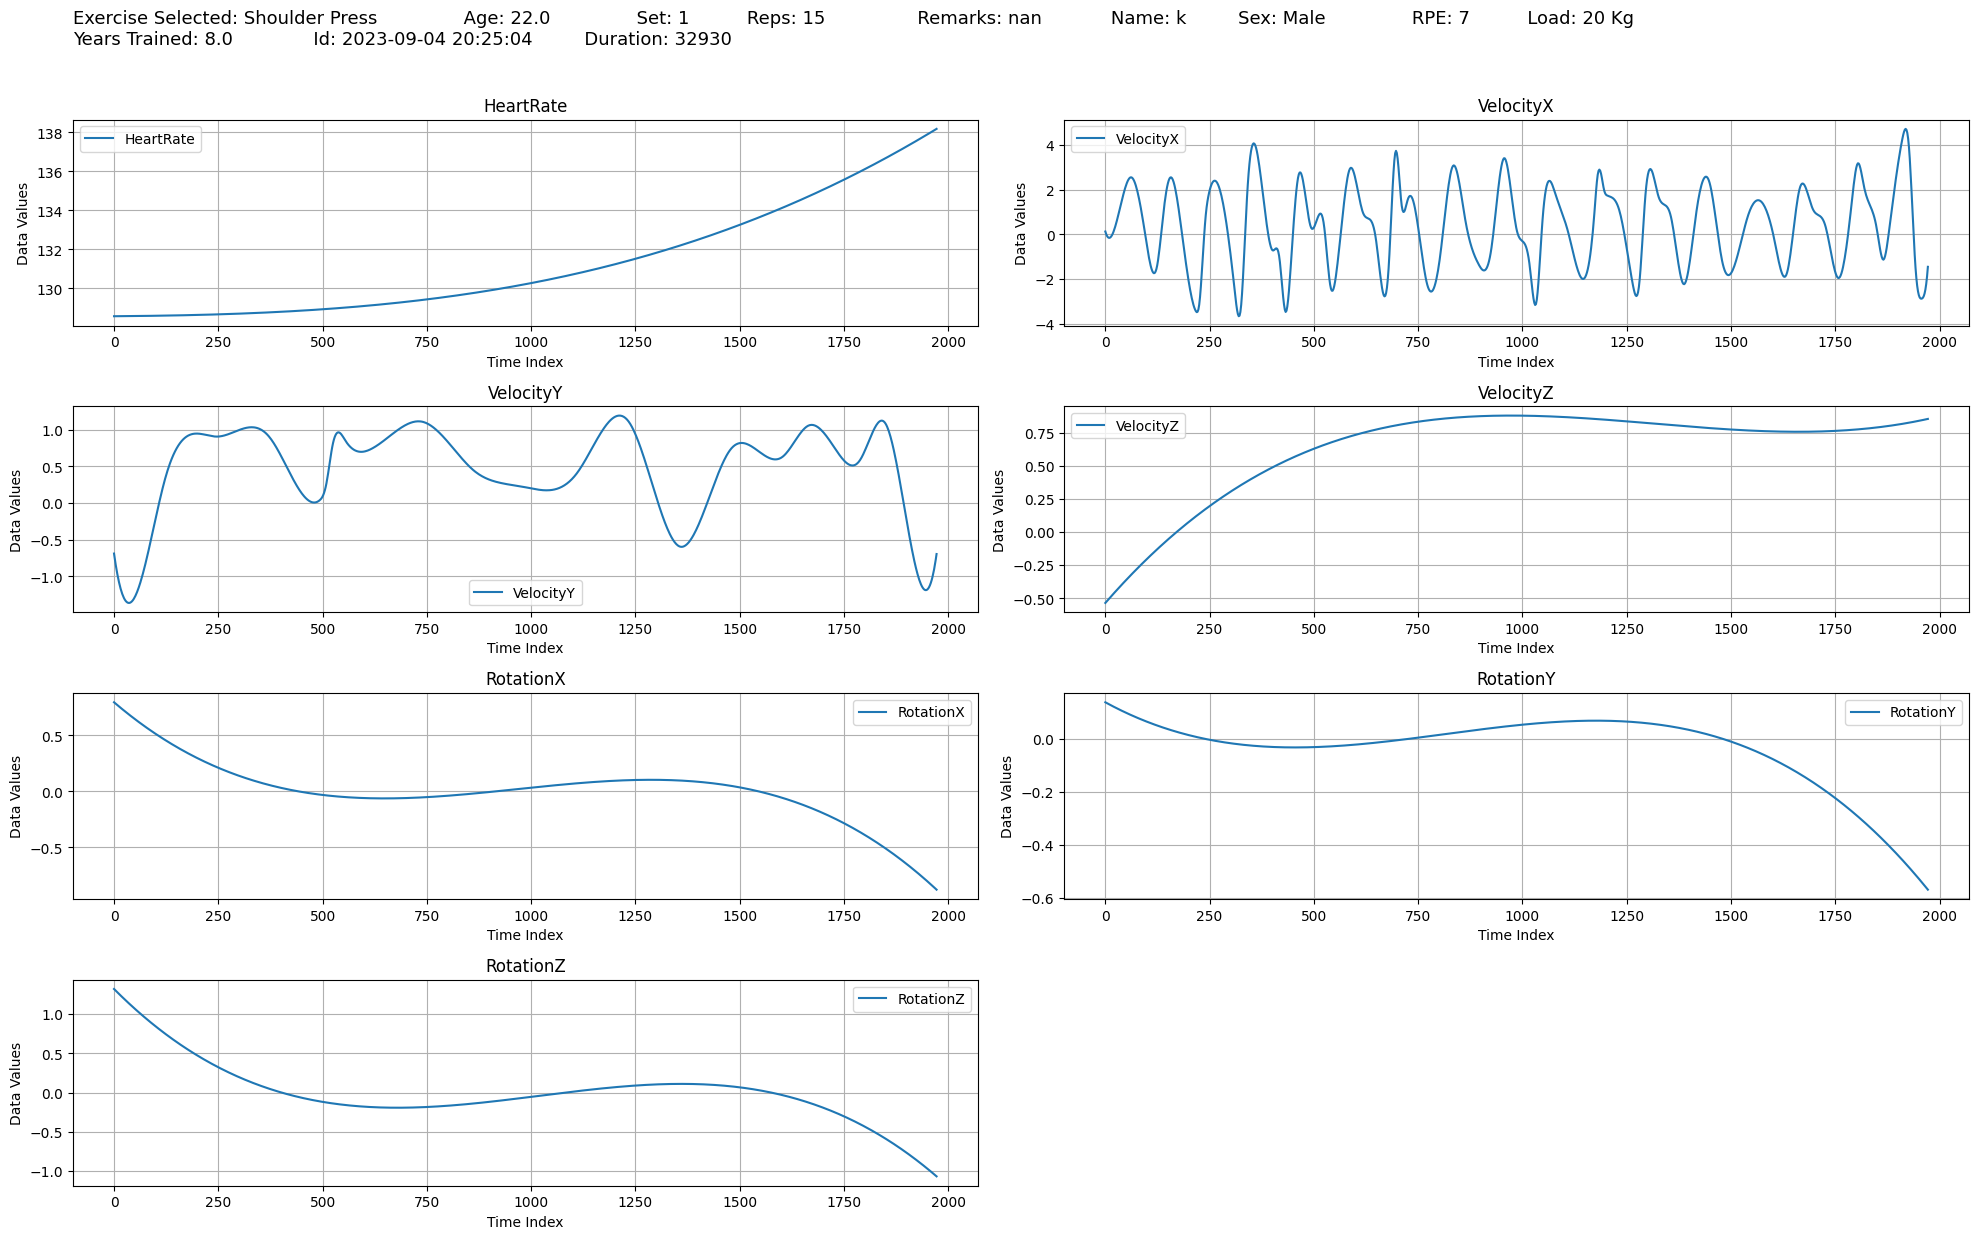 Exercise Selected: Shoulder Press Age: 22.0 Set: 1 Reps: 15 Remarks: nan Name: k Sex: Male RPE: 7 Load: 20 Kg
Years Trained: 8.0 Id: 2023-09-04 20:25:04 Duration: 32930
HeartRate
HeartRate
Data Values
138
136
134
132
130
0 250 500 750 1000 1250 1500 1750 2000
Time Index
VelocityX
VelocityX
Data Values
4
2
0
−2
−4
0 250 500 750 1000 1250 1500 1750 2000
Time Index
VelocityY
VelocityY
Data Values
1.0
0.5
0.0
−0.5
−1.0
0 250 500 750 1000 1250 1500 1750 2000
Time Index
VelocityZ
VelocityZ
Data Values
0.75
0.50
0.25
0.00
−0.25
−0.50
0 250 500 750 1000 1250 1500 1750 2000
Time Index
RotationX
RotationX
Data Values
0.5
0.0
−0.5
0 250 500 750 1000 1250 1500 1750 2000
Time Index
RotationY
RotationY
Data Values
0.0
−0.2
−0.4
−0.6
0 250 500 750 1000 1250 1500 1750 2000
Time Index
RotationZ
RotationZ
Data Values
1.0
0.5
0.0
−0.5
−1.0
0 250 500 750 1000 1250 1500 1750 2000
Time Index